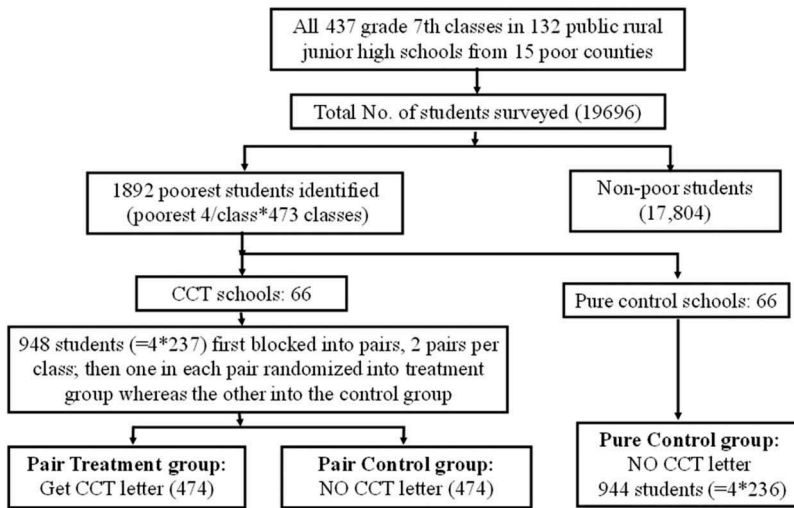 All 437 grade 7th classes in 132 public rural
junior high schools from 15 poor counties
Total No. of students surveyed (19696)
1892 poorest students identified
(poorest 4/class*473 classes)
Non-poor students
(17,804)
CCT schools: 66
Pure control schools: 66
948 students (=4*237) first blocked into pairs, 2 pairs per
class; then one in each pair randomized into treatment
group whereas the other into the control group
Pair Treatment group:
Get CCT letter (474)
Pair Control group:
NO CCT letter (474)
Pure Control group:
NO CCT letter
944 students (=4*236)